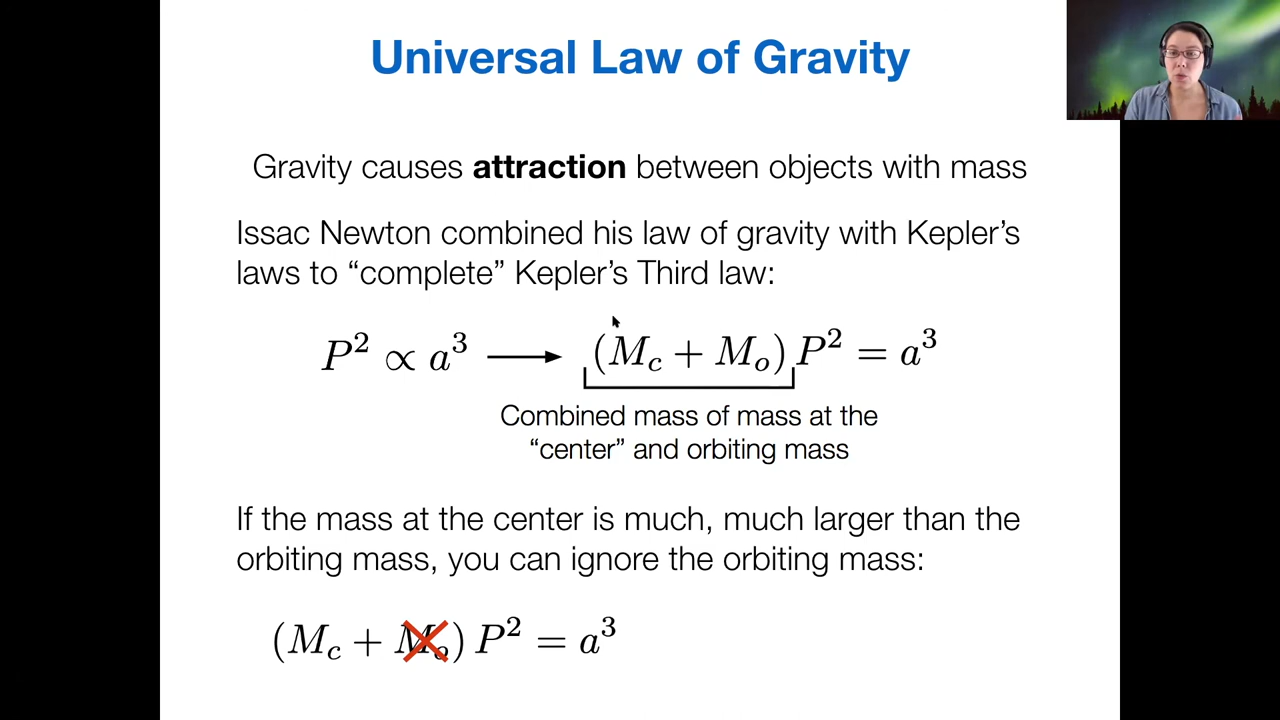 Universal Law of Gravity
Gravity causes attraction between objects with mass
Issac Newton combined his law of gravity with Kepler’s
laws to “complete” Kepler’s Third law:
P² ∝ a³ ⟶ (M_c + M_o) P² = a³
Combined mass of mass at the
“center” and orbiting mass
If the mass at the center is much, much larger than the
orbiting mass, you can ignore the orbiting mass:
(M_c + M_o) P² = a³